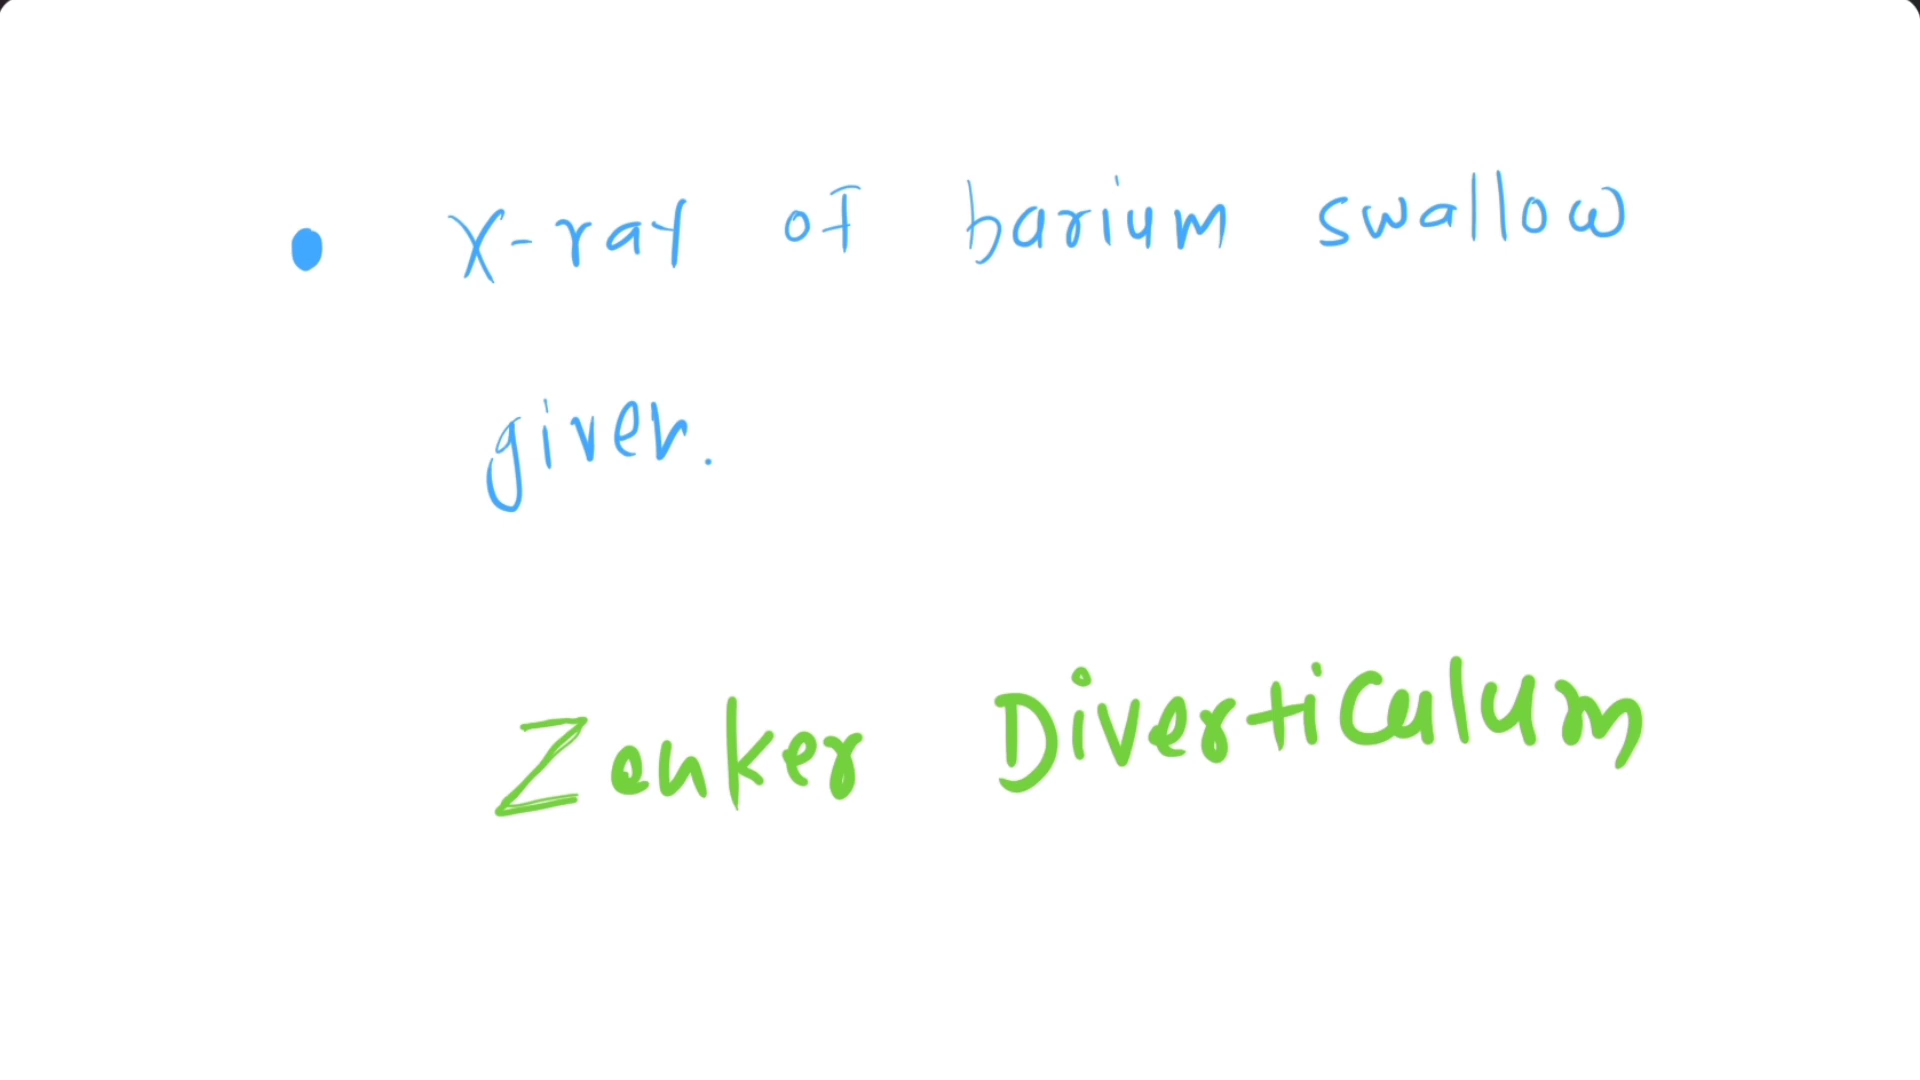 • X-ray of barium swallow
given.
Zenker Diverticulum